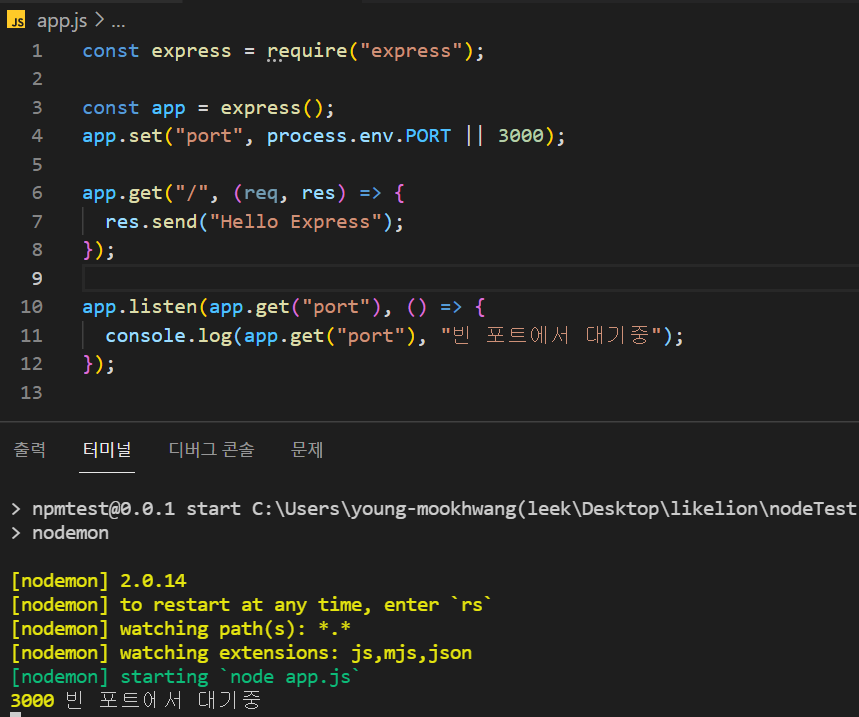 JS app.js > ...
1 const express = require("express");
2
3 const app = express();
4 app.set("port", process.env.PORT || 3000);
5
6 app.get("/", (req, res) => {
7 res.send("Hello Express");
8 });
9
10 app.listen(app.get("port"), () => {
11 console.log(app.get("port"), "빈 포트에서 대기중");
12 });
13
출력 터미널 디버그 콘솔 문제
> npmtest@0.0.1 start C:\Users\young-mookhwang(leek\Desktop\likelion\nodeTest
> nodemon
[nodemon] 2.0.14
[nodemon] to restart at any time, enter `rs`
[nodemon] watching path(s): *.*
[nodemon] watching extensions: js,mjs,json
[nodemon] starting `node app.js`
3000 빈 포트에서 대기중